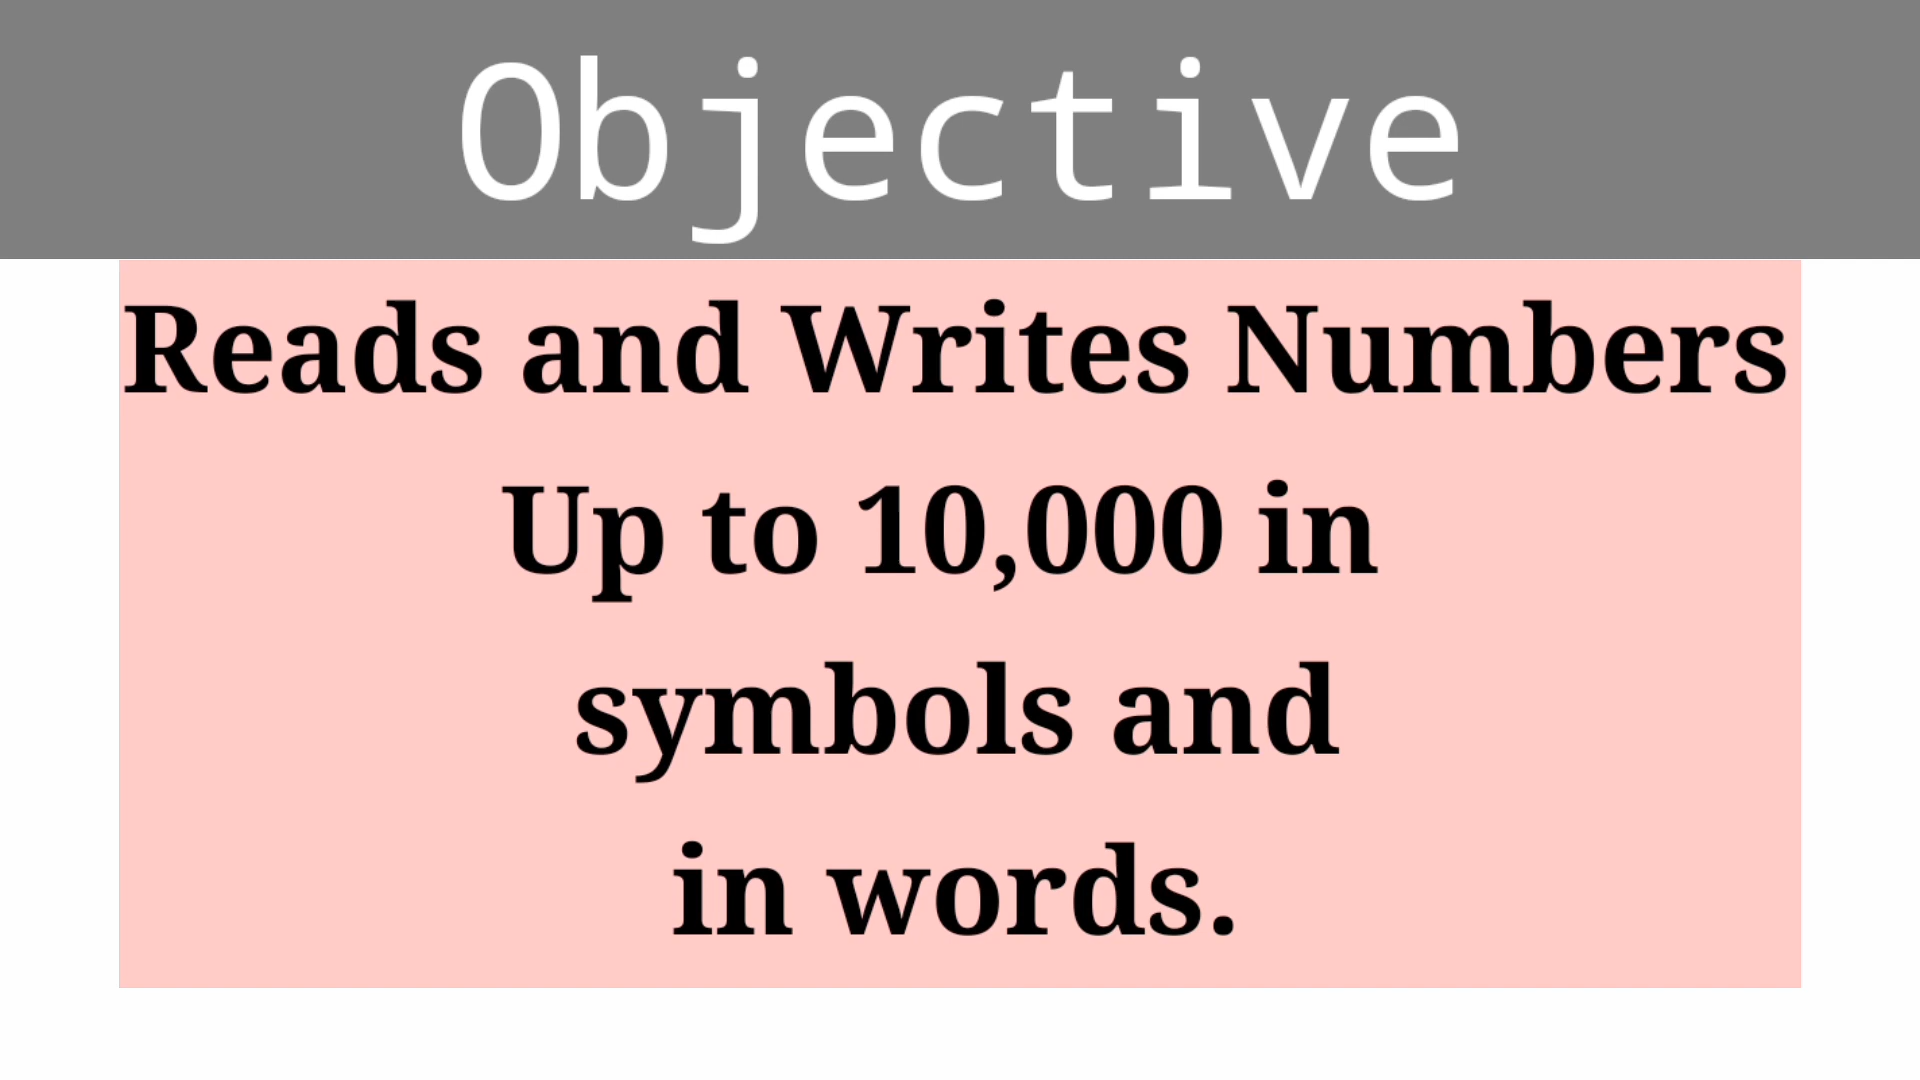 Objective
Reads and Writes Numbers
Up to 10,000 in
symbols and
in words.